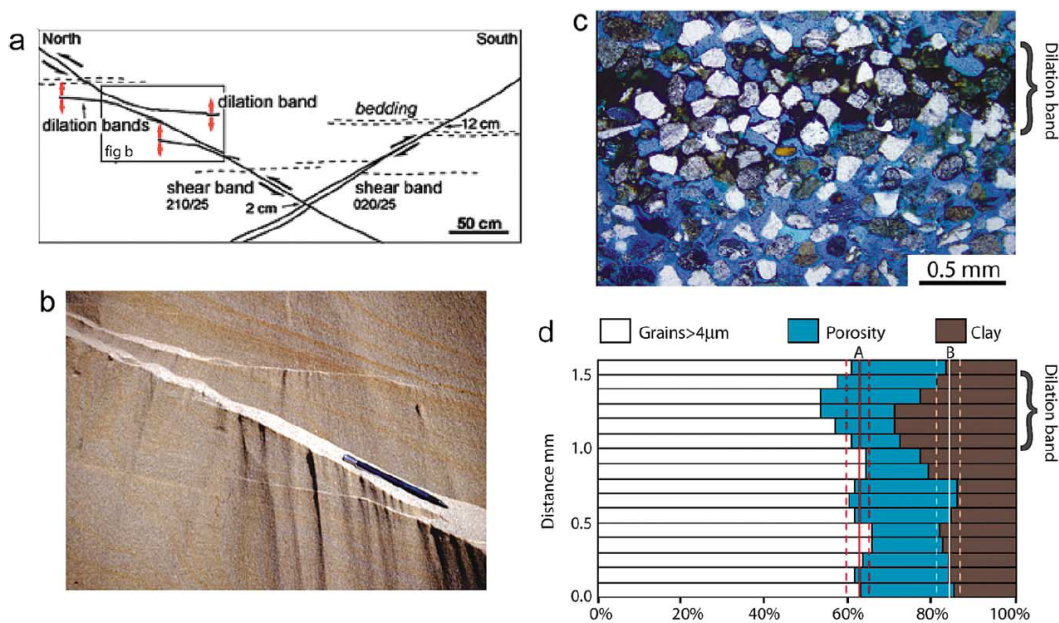 a
North
South
dilation band
bedding
dilation bands
12 cm
fig b
shear band
210/25
2 cm
shear band
020/25
50 cm
b
c
Dilation band
0.5 mm
d
Grains>4μm
Porosity
Clay
A
B
Distance mm
1.5
1.0
0.5
0.0
0%
20%
40%
60%
80%
100%
Dilation band